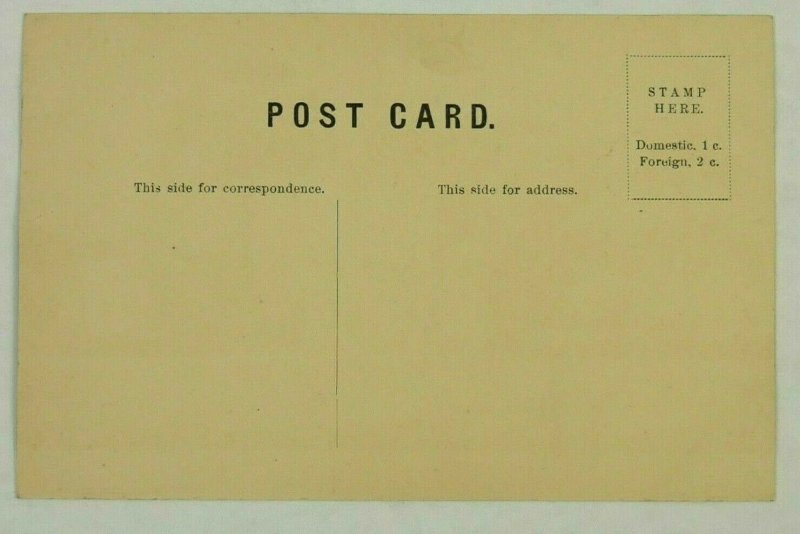 POST CARD.
STAMP
HERE.
Domestic, 1 c.
Foreign, 2 c.
This side for correspondence.
This side for address.